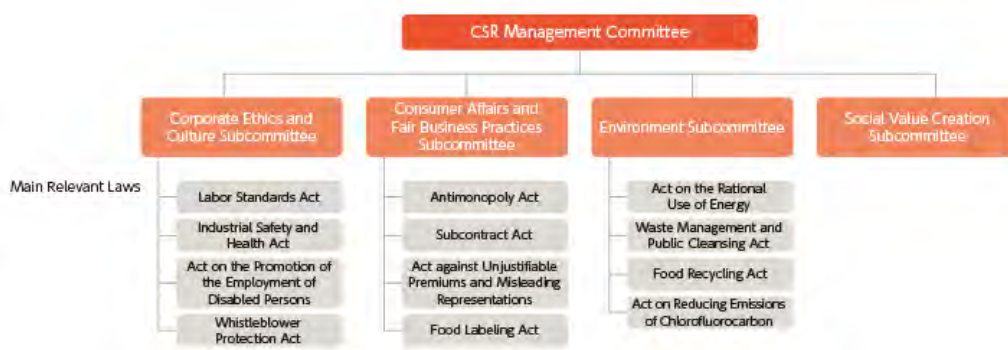 CSR Management Committee
Corporate Ethics and
Culture Subcommittee
Consumer Affairs and
Fair Business Practices
Subcommittee
Environment Subcommittee
Social Value Creation
Subcommittee
Main Relevant Laws
Labor Standards Act
Industrial Safety and
Health Act
Act on the Promotion of
the Employment of
Disabled Persons
Whistleblower
Protection Act
Antimonopoly Act
Subcontract Act
Act against Unjustifiable
Premiums and Misleading
Representations
Food Labeling Act
Act on the Rational
Use of Energy
Waste Management and
Public Cleansing Act
Food Recycling Act
Act on Reducing Emissions
of Chlorofluorocarbon